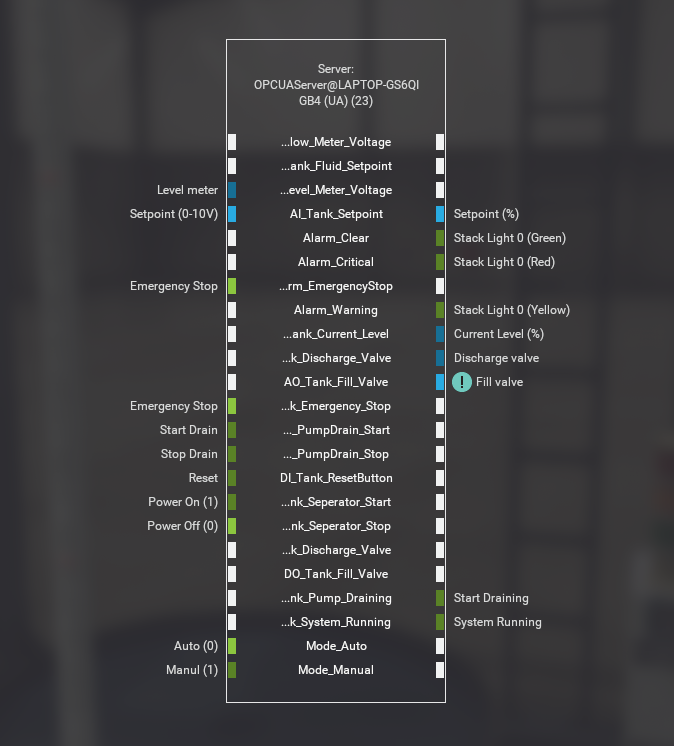 Server:
OPCUAServer@LAPTOP-GS6QI
GB4 (UA) (23)
...low_Meter_Voltage
...ank_Fluid_Setpoint
Level meter ...evel_Meter_Voltage
Setpoint (0-10V) AI_Tank_Setpoint Setpoint (%)
Alarm_Clear Stack Light 0 (Green)
Alarm_Critical Stack Light 0 (Red)
Emergency Stop ...rm_EmergencyStop
Alarm_Warning Stack Light 0 (Yellow)
...ank_Current_Level Current Level (%)
...k_Discharge_Valve Discharge valve
AO_Tank_Fill_Valve ! Fill valve
Emergency Stop ...k_Emergency_Stop
Start Drain ..._PumpDrain_Start
Stop Drain ..._PumpDrain_Stop
Reset DI_Tank_ResetButton
Power On (1) ...nk_Seperator_Start
Power Off (0) ...nk_Seperator_Stop
...k_Discharge_Valve
DO_Tank_Fill_Valve
...nk_Pump_Draining Start Draining
...k_System_Running System Running
Auto (0) Mode_Auto
Manul (1) Mode_Manual